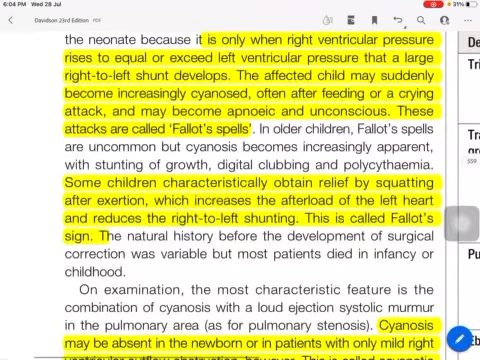 6:04 PM Wed 28 Jul
31%
Davidson 23rd Edition
the neonate because it is only when right ventricular pressure
rises to equal or exceed left ventricular pressure that a large
right-to-left shunt develops. The affected child may suddenly
become increasingly cyanosed, often after feeding or a crying
attack, and may become apnoeic and unconscious. These
attacks are called ‘Fallot’s spells’. In older children, Fallot’s spells
are uncommon but cyanosis becomes increasingly apparent,
with stunting of growth, digital clubbing and polycythaemia.
Some children characteristically obtain relief by squatting
after exertion, which increases the afterload of the left heart
and reduces the right-to-left shunting. This is called Fallot’s
sign. The natural history before the development of surgical
correction was variable but most patients died in infancy or
childhood.
On examination, the most characteristic feature is the
combination of cyanosis with a loud ejection systolic murmur
in the pulmonary area (as for pulmonary stenosis). Cyanosis
may be absent in the newborn or in patients with only mild right
ventricular outflow obstruction, however. This is called
De
Tri
Tra
559
Pu
Eb